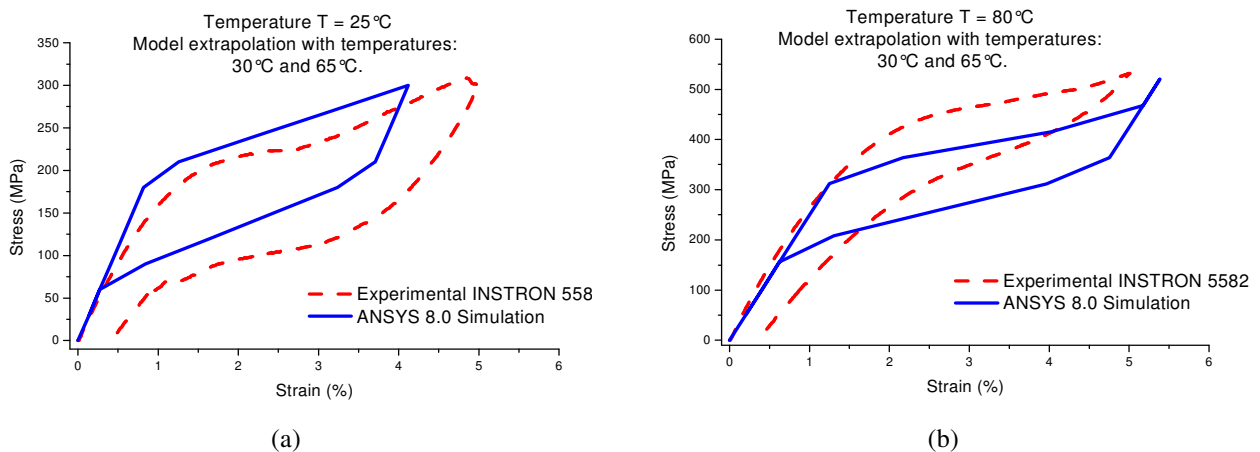 Temperature T = 25°C
Model extrapolation with temperatures:
30°C and 65°C.
350
300
250
200
150
100
50
0
Stress (MPa)
Experimental INSTRON 558
ANSYS 8.0 Simulation
0 1 2 3 4 5 6
Strain (%)
(a)
Temperature T = 80°C
Model extrapolation with temperatures:
30°C and 65°C.
600
500
400
300
200
100
0
Stress (MPa)
Experimental INSTRON 5582
ANSYS 8.0 Simulation
0 1 2 3 4 5 6
Strain (%)
(b)